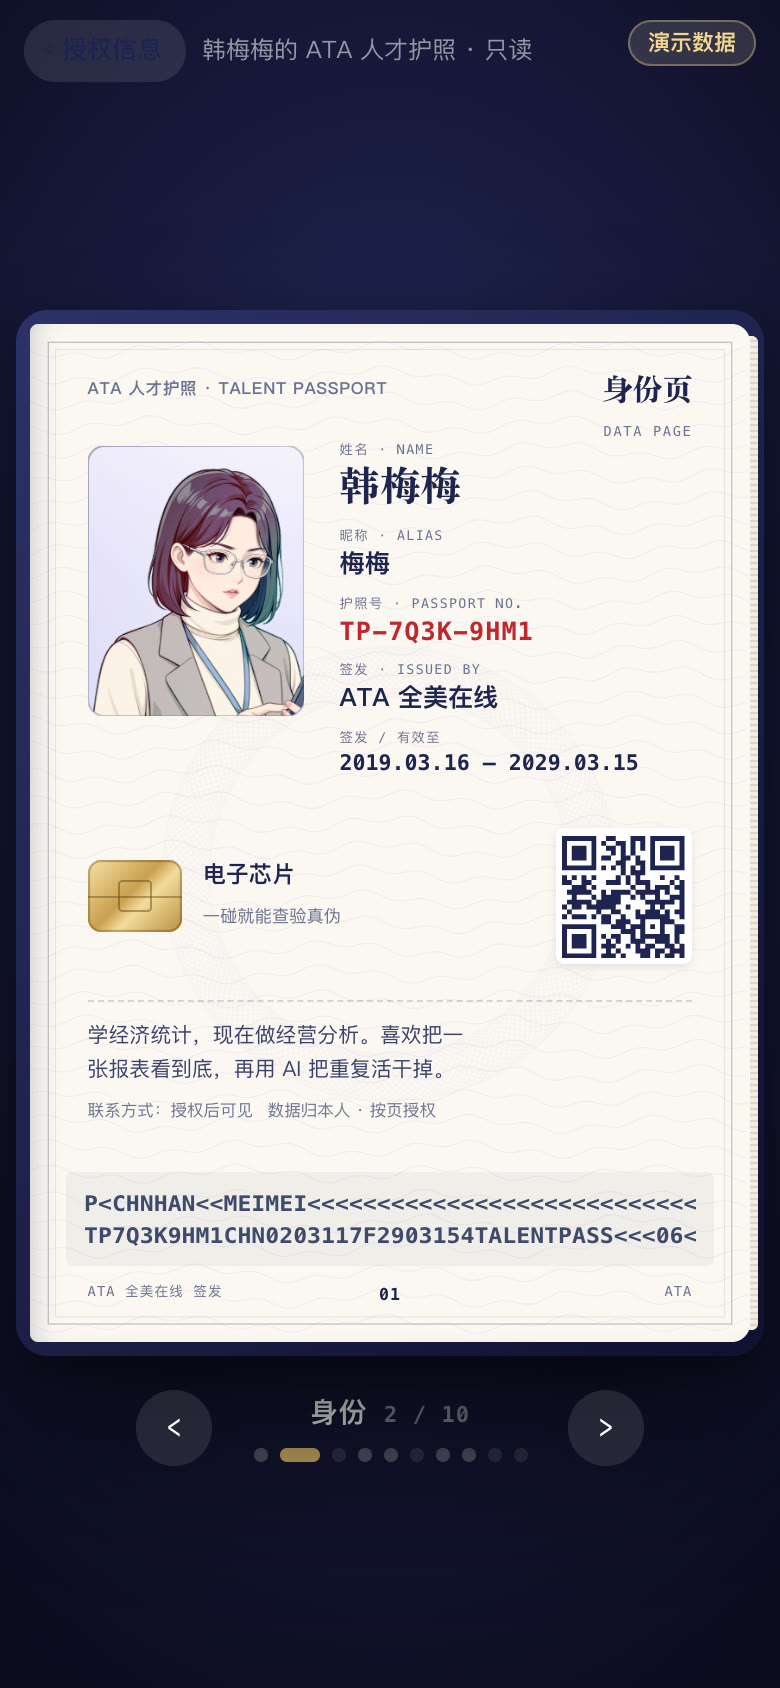 ‹ 授权信息
韩梅梅的 ATA 人才护照 · 只读
演示数据
ATA 人才护照 · TALENT PASSPORT
身份页
DATA PAGE
姓名 · NAME
韩梅梅
昵称 · ALIAS
梅梅
护照号 · PASSPORT NO.
TP–7Q3K–9HM1
签发 · ISSUED BY
ATA 全美在线
签发 / 有效至
2019.03.16 — 2029.03.15
电子芯片
一碰就能查验真伪
学经济统计，现在做经营分析。喜欢把一
张报表看到底，再用 AI 把重复活干掉。
联系方式：授权后可见 数据归本人 · 按页授权
P<CHNHAN<<MEIMEI<<<<<<<<<<<<<<<<<<<<<<<<<<<<
TP7Q3K9HM1CHN0203117F2903154TALENTPASS<<<06<
ATA 全美在线 签发
01
ATA
<
身份 2 / 10
>